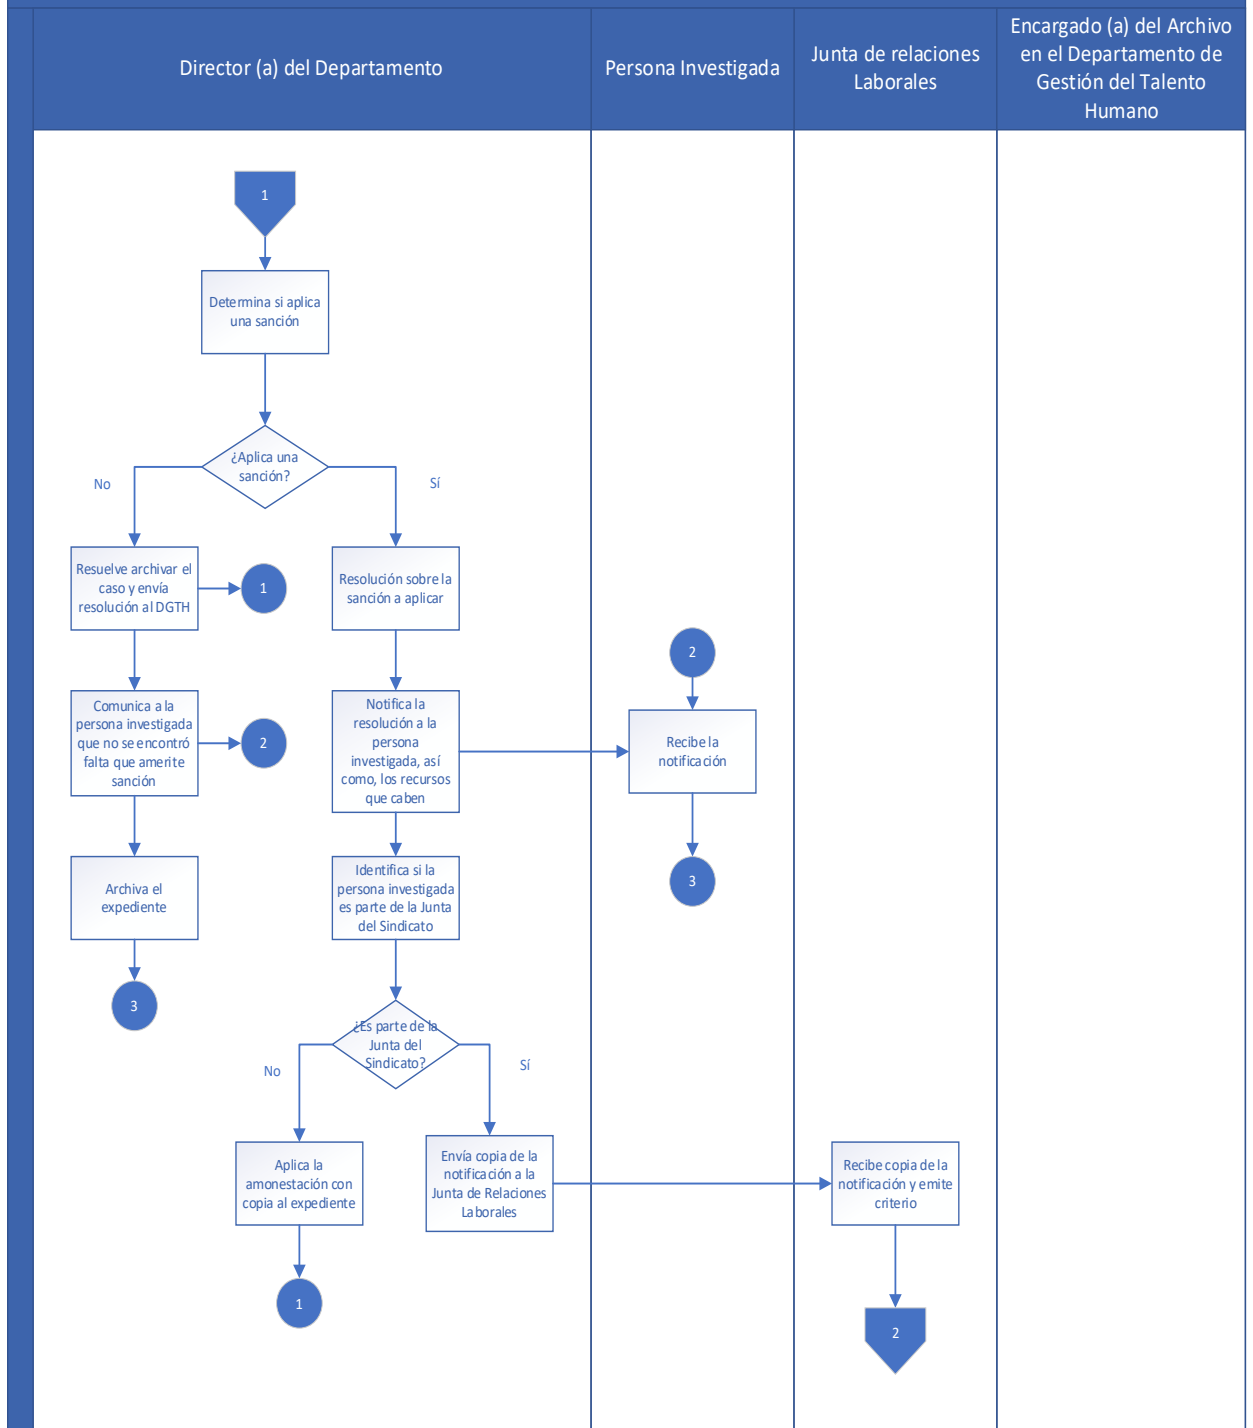 Director (a) del Departamento
Persona Investigada
Junta de relaciones
Laborales
Encargado (a) del Archivo
en el Departamento de
Gestión del Talento
Humano
1
Determina si aplica
una sanción
¿Aplica una
sanción?
No
Sí
Resuelve archivar el
caso y envía
resolución al DGTH
1
Resolución sobre la
sanción a aplicar
2
Comunica a la
persona investigada
que no se encontró
falta que amerite
sanción
2
Notifica la
resolución a la
persona
investigada, así
como, los recursos
que caben
Recibe la
notificación
Archiva el
expediente
Identifica si la
persona investigada
es parte de la Junta
del Sindicato
3
3
¿Es parte de la
Junta del
Sindicato?
No
Sí
Aplica la
amonestación con
copia al expediente
Envía copia de la
notificación a la
Junta de Relaciones
Laborales
Recibe copia de la
notificación y emite
criterio
1
2